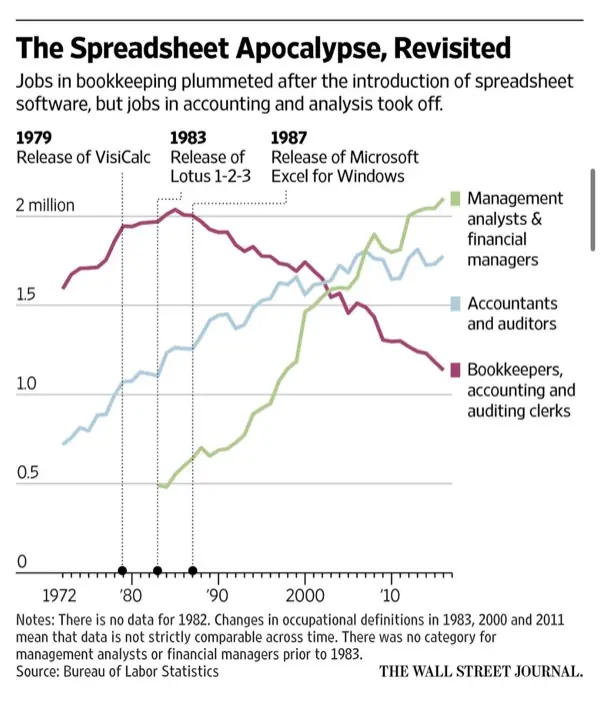 The Spreadsheet Apocalypse, Revisited
Jobs in bookkeeping plummeted after the introduction of spreadsheet
software, but jobs in accounting and analysis took off.
1979
Release of VisiCalc
1983
Release of
Lotus 1-2-3
1987
Release of Microsoft
Excel for Windows
2 million
1.5
1.0
0.5
0
Management
analysts &
financial
managers
Accountants
and auditors
Bookkeepers,
accounting and
auditing clerks
1972
'80
'90
2000
'10
Notes: There is no data for 1982. Changes in occupational definitions in 1983, 2000 and 2011
mean that data is not strictly comparable across time. There was no category for
management analysts or financial managers prior to 1983.
Source: Bureau of Labor Statistics
THE WALL STREET JOURNAL.